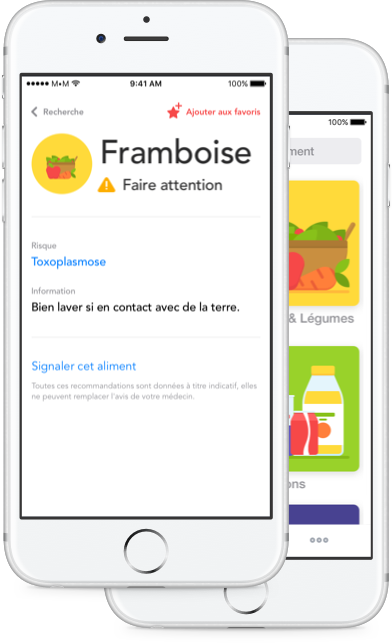 M•M
9:41 AM
100%
Recherche
Ajouter aux favoris
Framboise
Faire attention
Risque
Toxoplasmose
Information
Bien laver si en contact avec de la terre.
Signaler cet aliment
Toutes ces recommandations sont données à titre indicatif, elles
ne peuvent remplacer l'avis de votre médecin.
100%
ment
& Légumes
ons